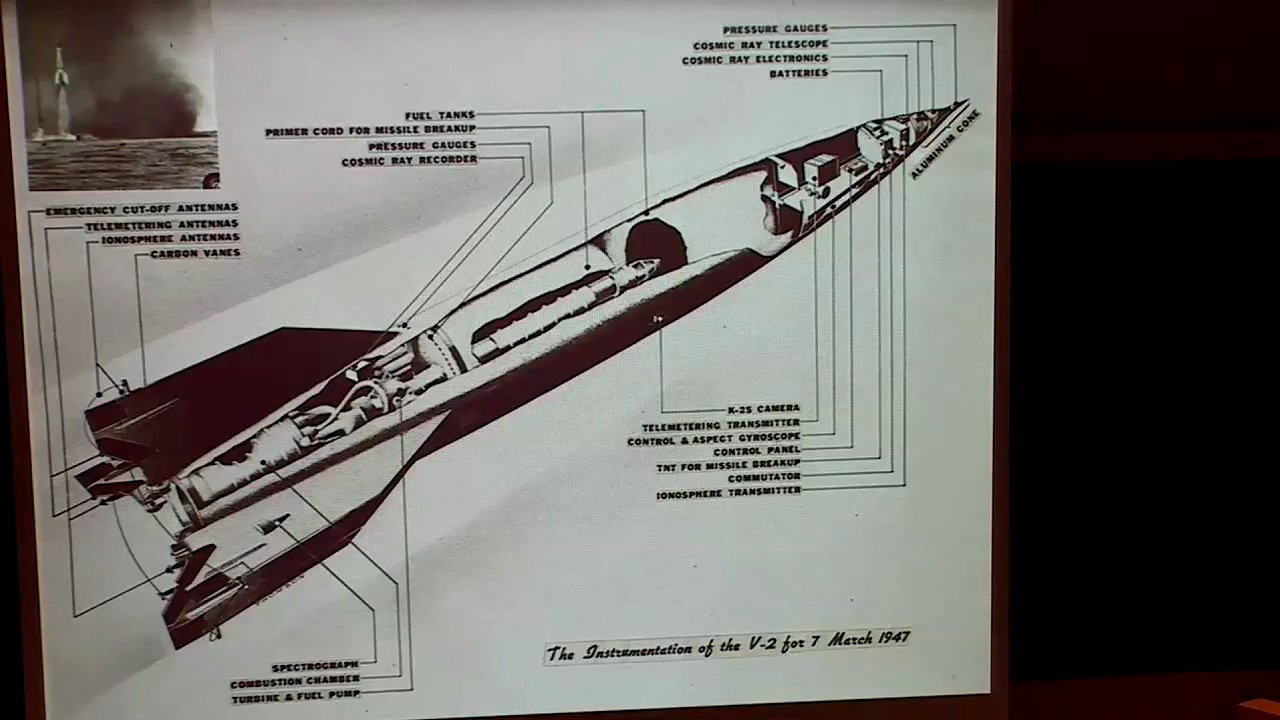 PRESSURE GAUGES
COSMIC RAY TELESCOPE
COSMIC RAY ELECTRONICS
BATTERIES
ALUMINUM CONE
FUEL TANKS
PRIMER CORD FOR MISSILE BREAKUP
PRESSURE GAUGES
COSMIC RAY RECORDER
EMERGENCY CUT-OFF ANTENNAS
TELEMETERING ANTENNAS
IONOSPHERE ANTENNAS
CARBON VANES
K-25 CAMERA
TELEMETERING TRANSMITTER
CONTROL & ASPECT GYROSCOPE
CONTROL PANEL
TNT FOR MISSILE BREAKUP
COMMUTATOR
IONOSPHERE TRANSMITTER
SPECTROGRAPH
COMBUSTION CHAMBER
TURBINE & FUEL PUMP
The Instrumentation of the V-2 for 7 March 1947